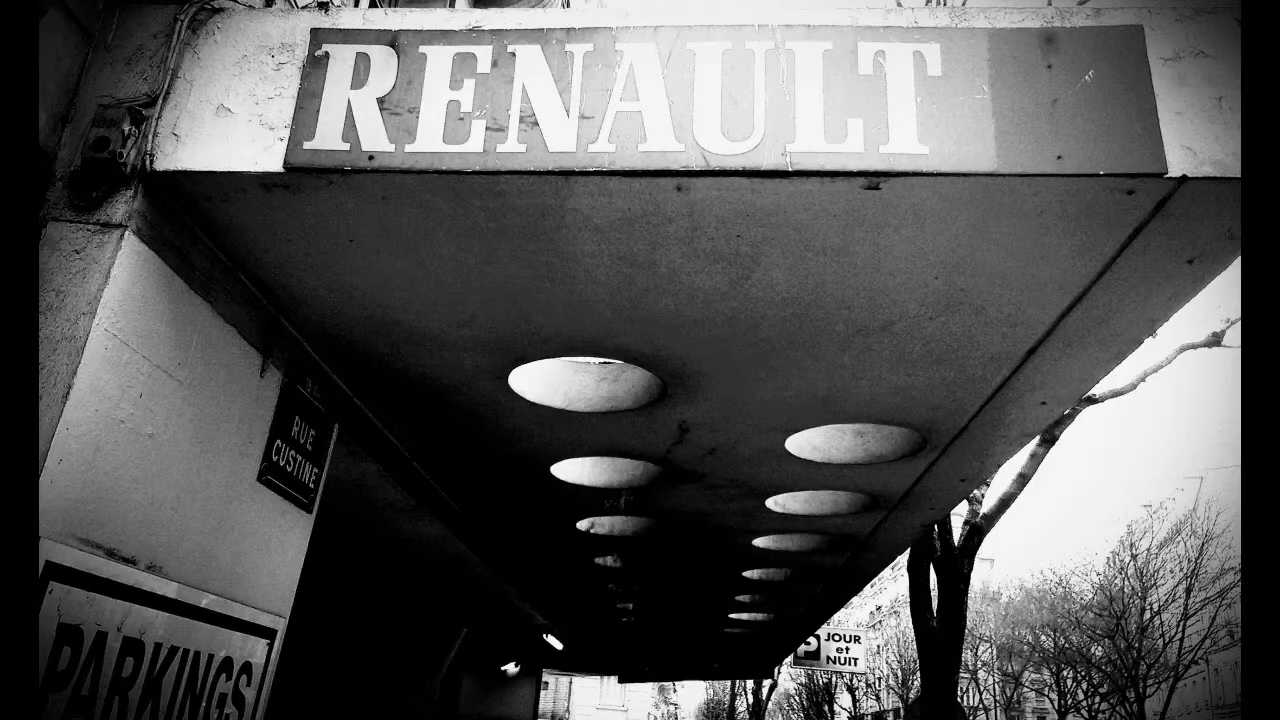 RENAULT
RUE
CUSTINE
PARKINGS
P JOUR
et
NUIT